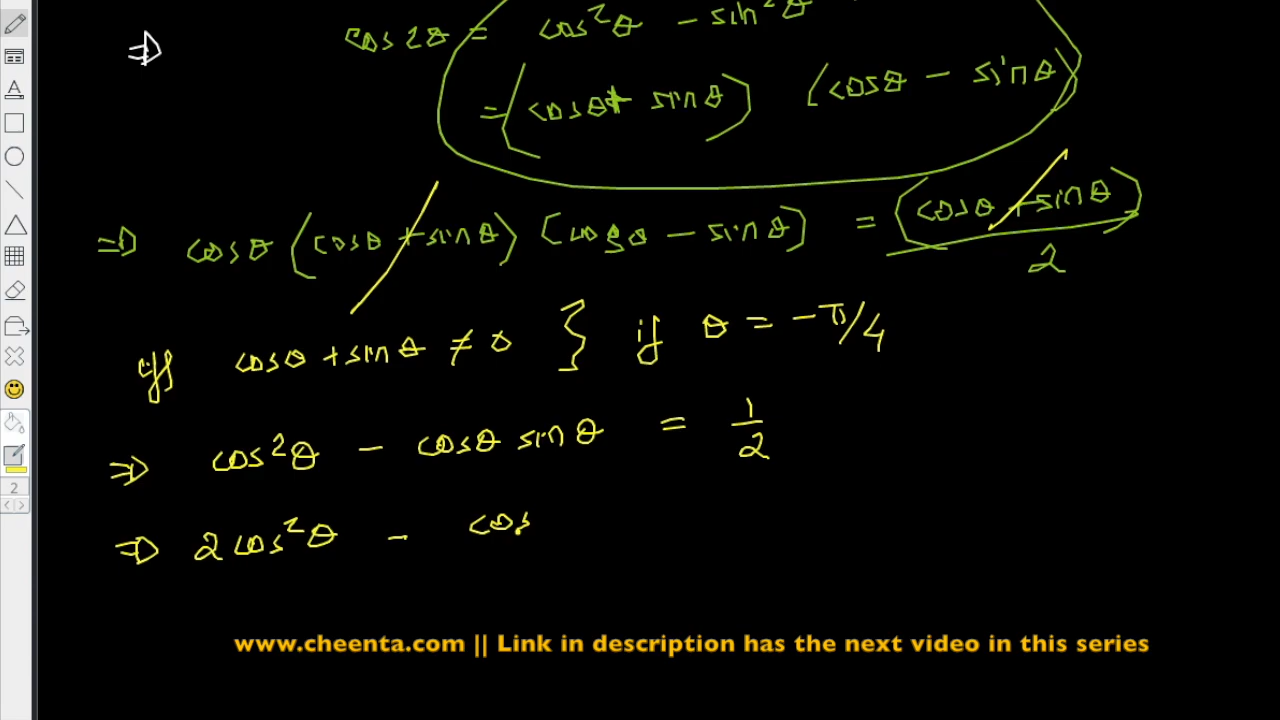 ⇒ cos 2θ = cos²θ − sin²θ
= (cosθ + sinθ) (cosθ − sinθ)
⇒ cosθ (cosθ + sinθ) (cosθ − sinθ) = (cosθ + sinθ) / 2
iff cosθ + sinθ ≠ 0 } if θ = −π/4
⇒ cos²θ − cosθ sinθ = 1/2
⇒ 2cos²θ − cos
www.cheenta.com || Link in description has the next video in this series
2